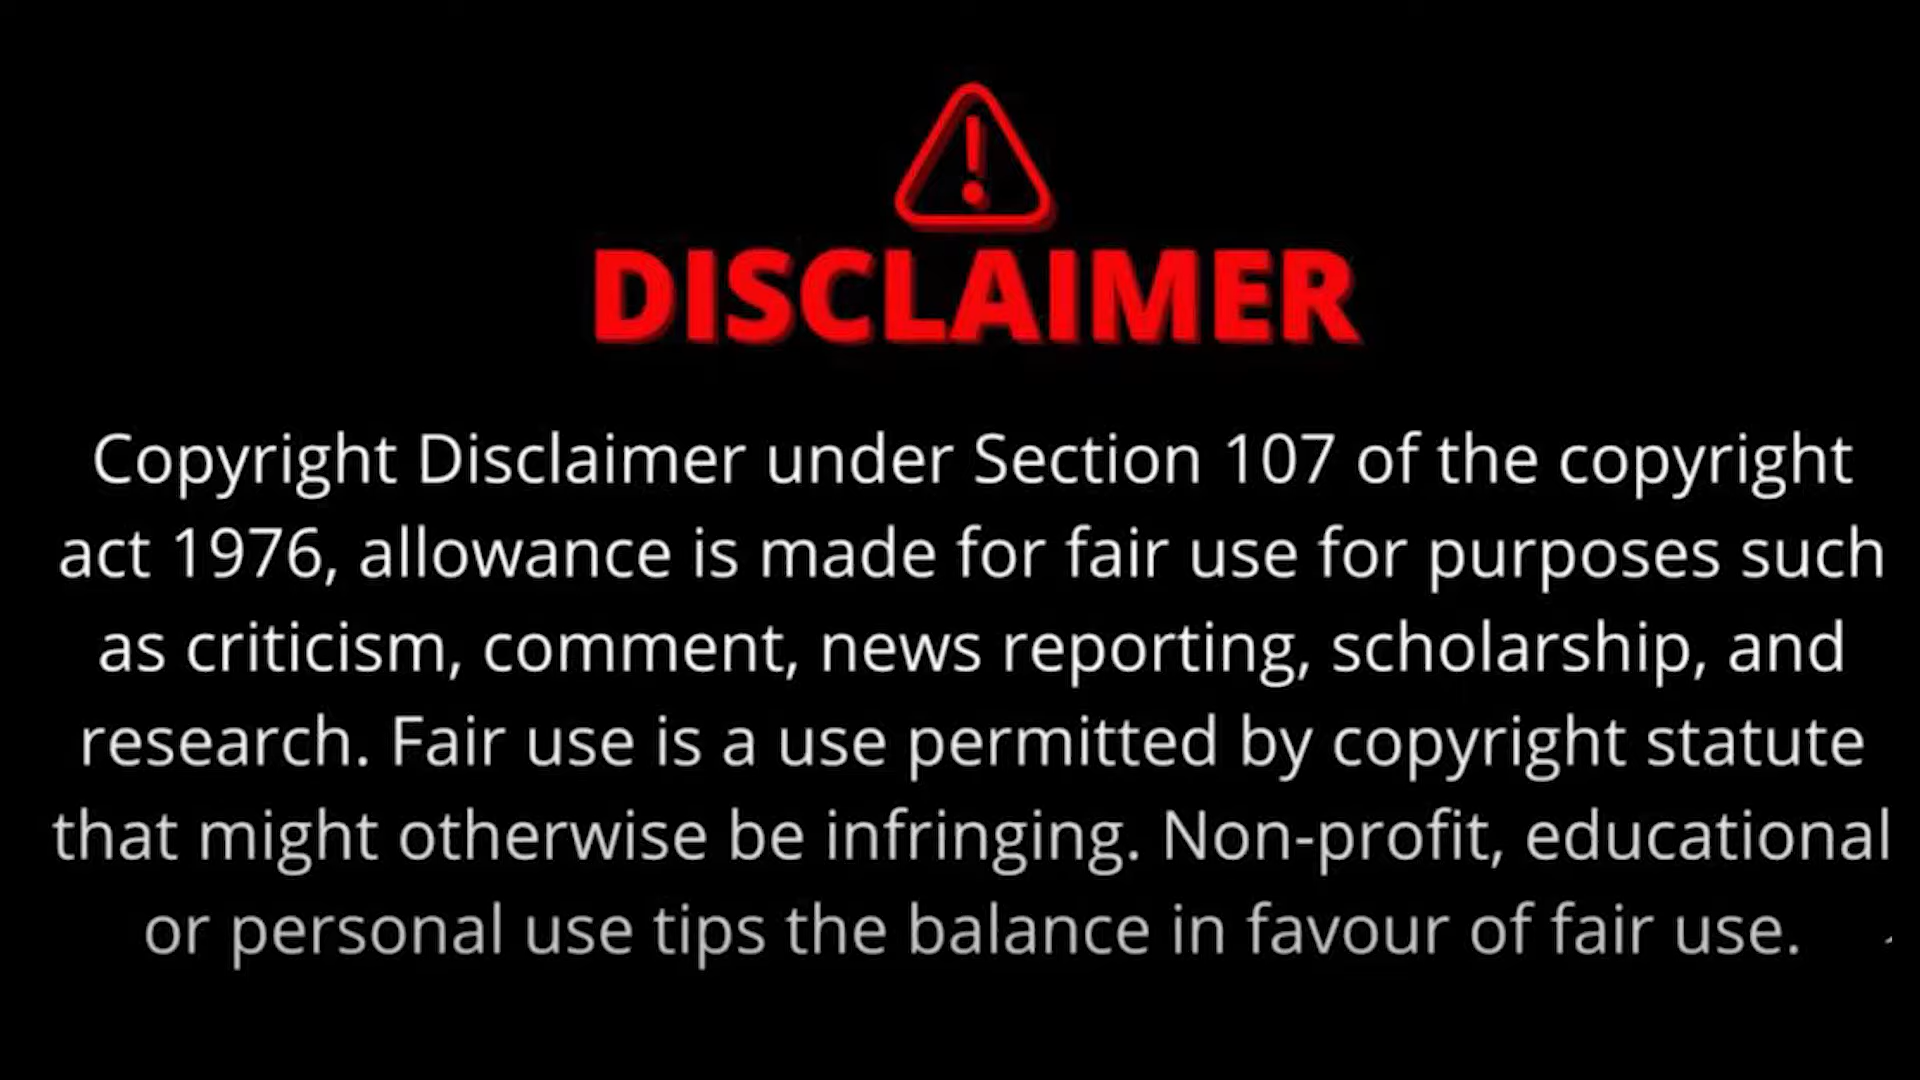 DISCLAIMER
Copyright Disclaimer under Section 107 of the copyright
act 1976, allowance is made for fair use for purposes such
as criticism, comment, news reporting, scholarship, and
research. Fair use is a use permitted by copyright statute
that might otherwise be infringing. Non-profit, educational
or personal use tips the balance in favour of fair use.